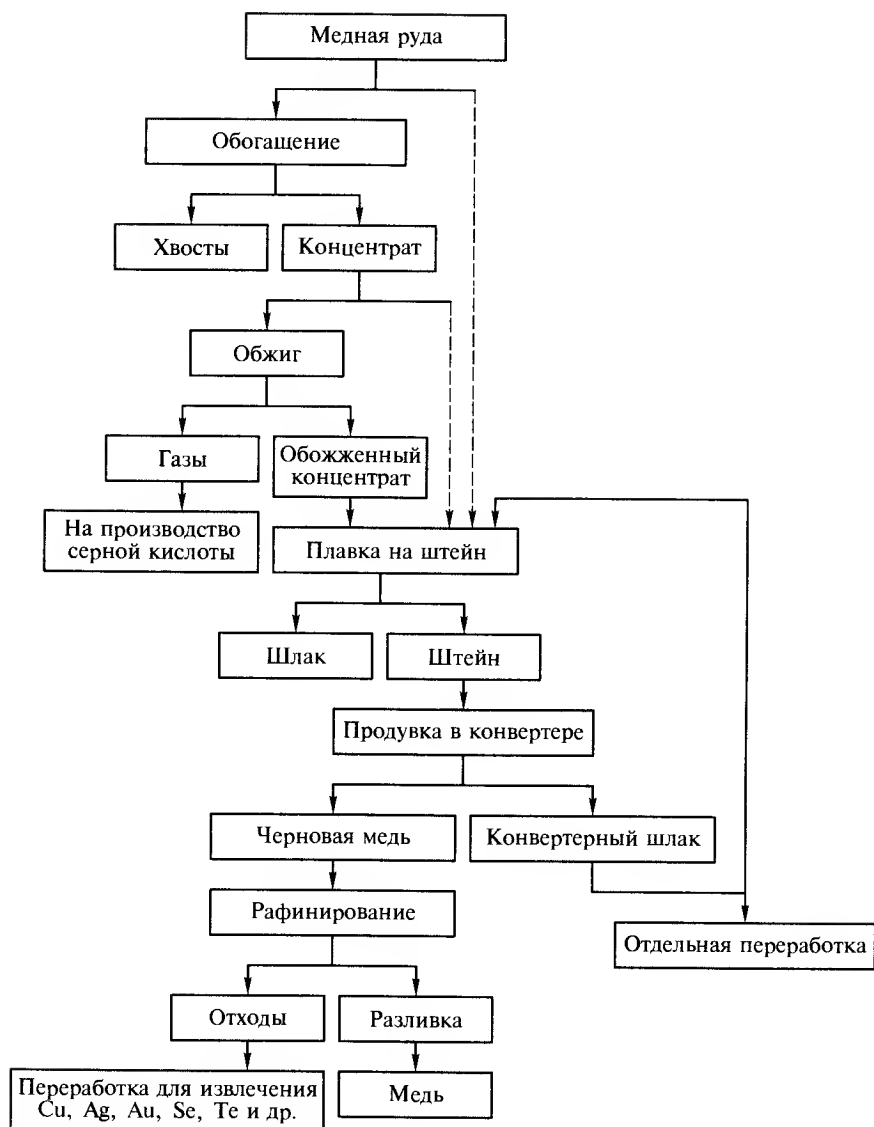 Медная руда
Обогащение
Хвосты
Концентрат
Обжиг
Газы
Обожженный
концентрат
На производство
серной кислоты
Плавка на штейн
Шлак
Штейн
Продувка в конвертере
Черновая медь
Конвертерный шлак
Рафинирование
Отдельная переработка
Отходы
Разливка
Переработка для извлечения
Cu, Ag, Au, Se, Te и др.
Медь